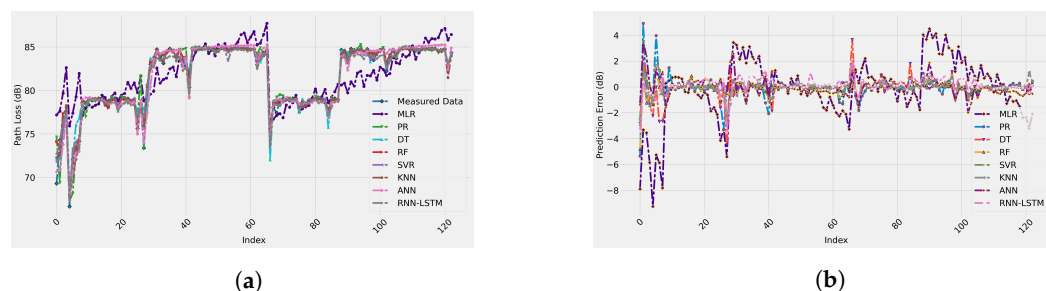 85
80
75
70
Path Loss (dB)
Measured Data
MLR
PR
DT
RF
SVR
KNN
ANN
RNN-LSTM
0
20
40
60
80
100
120
Index
(a)
4
2
0
−2
−4
−6
−8
Prediction Error (dB)
MLR
PR
DT
RF
SVR
KNN
ANN
RNN-LSTM
0
20
40
60
80
100
120
Index
(b)